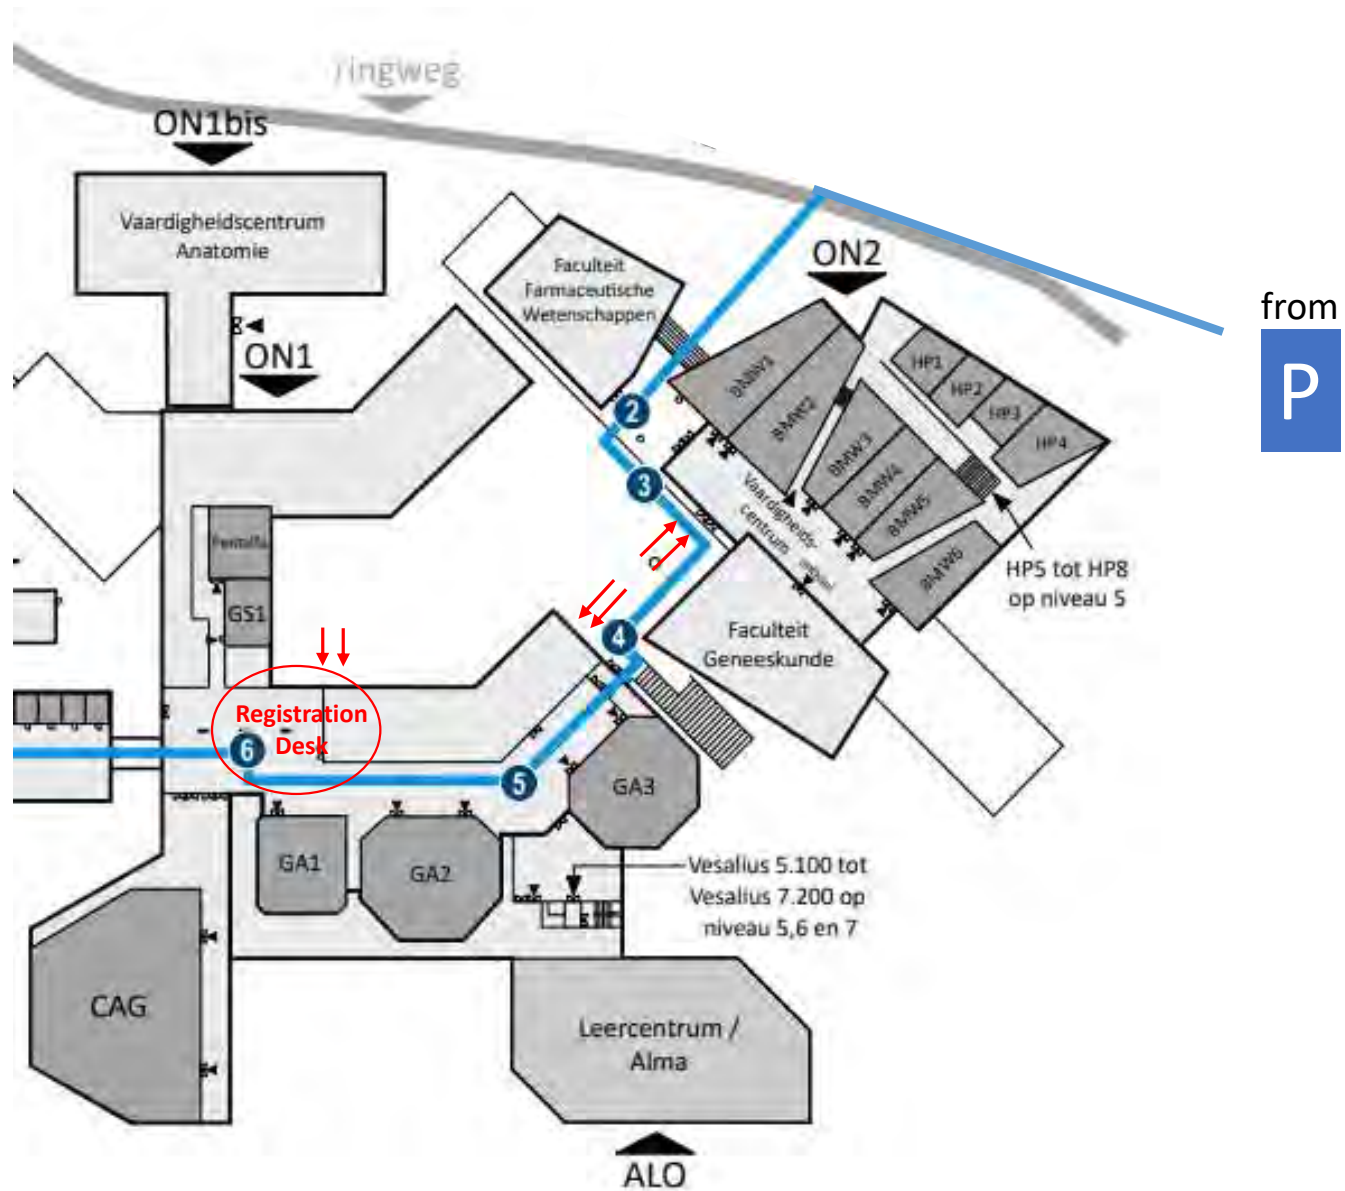 ringweg
ON1bis
Vaardigheidscentrum
Anatomie
ON1
Faculteit
Farmaceutische
Wetenschappen
ON2
from
P
BMW1
BMW2
BMW3
BMW4
BMW5
BMW6
HP1
HP2
HP3
HP4
2
3
Vaardigheids-
centrum
HP5 tot HP8
op niveau 5
GS1
4
Faculteit
Geneeskunde
Registration
Desk
6
5
GA3
GA1
GA2
Vesalius 5.100 tot
Vesalius 7.200 op
niveau 5,6 en 7
CAG
Leercentrum /
Alma
ALO